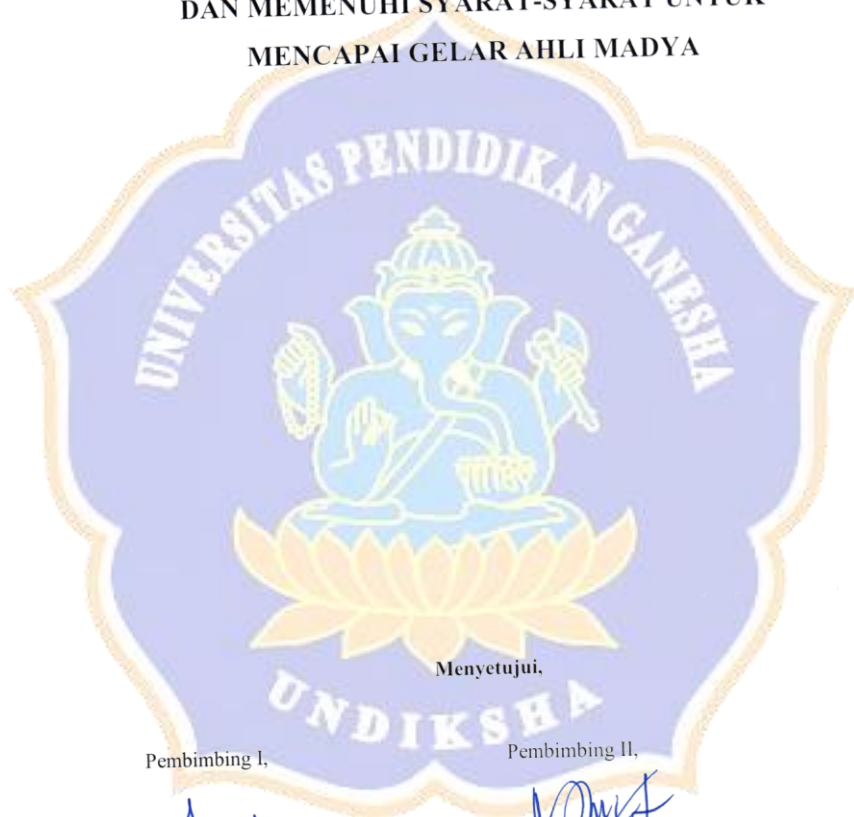 DAN MEMENUHI SYARAT-SYARAT UNTUK
MENCAPAI GELAR AHLI MADYA
UNIVERSITAS PENDIDIKAN GANESHA
Menyetujui,
UNDIKSHA
Pembimbing I,
Pembimbing II,